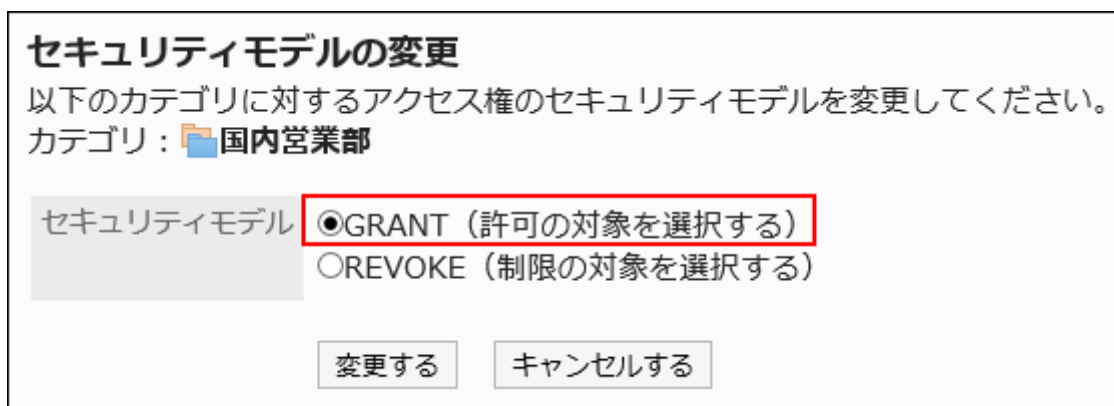 セキュリティモデルの変更
以下のカテゴリに対するアクセス権のセキュリティモデルを変更してください。
カテゴリ：国内営業部
セキュリティモデル
GRANT（許可の対象を選択する）
REVOKE（制限の対象を選択する）
変更する キャンセルする